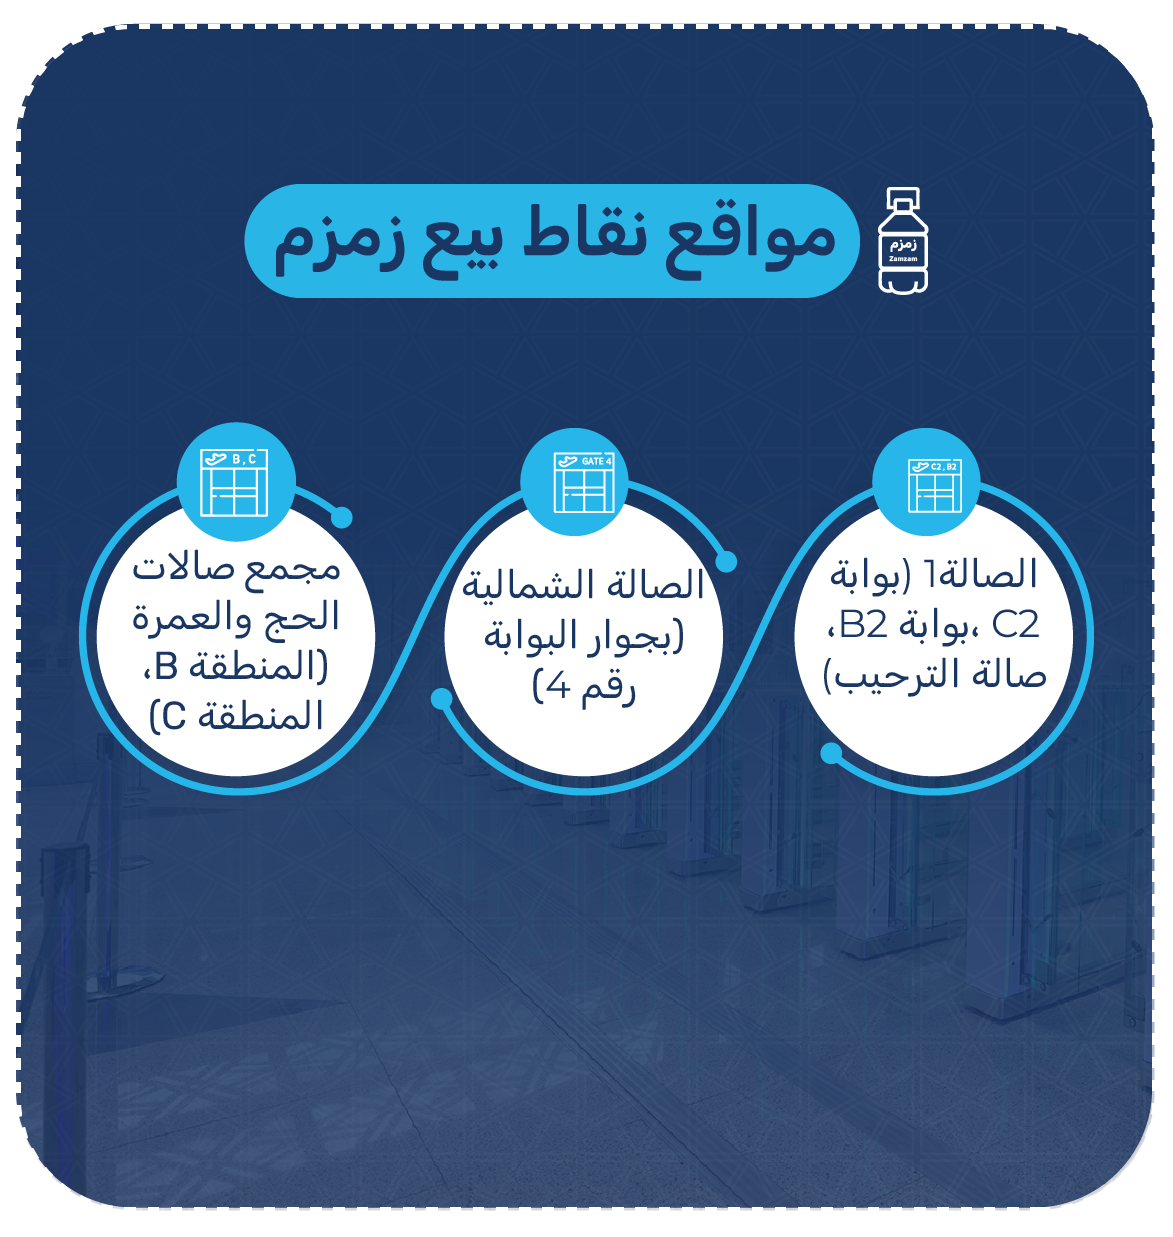 مواقع نقاط بيع زمزم
زمزم
Zamzam
C2 , B2
الصالة1 (بوابة
C2 ،بوابة B2،
صالة الترحيب)
GATE 4
الصالة الشمالية
(بجوار البوابة
رقم 4)
B , C
مجمع صالات
الحج والعمرة
(المنطقة B،
المنطقة C)